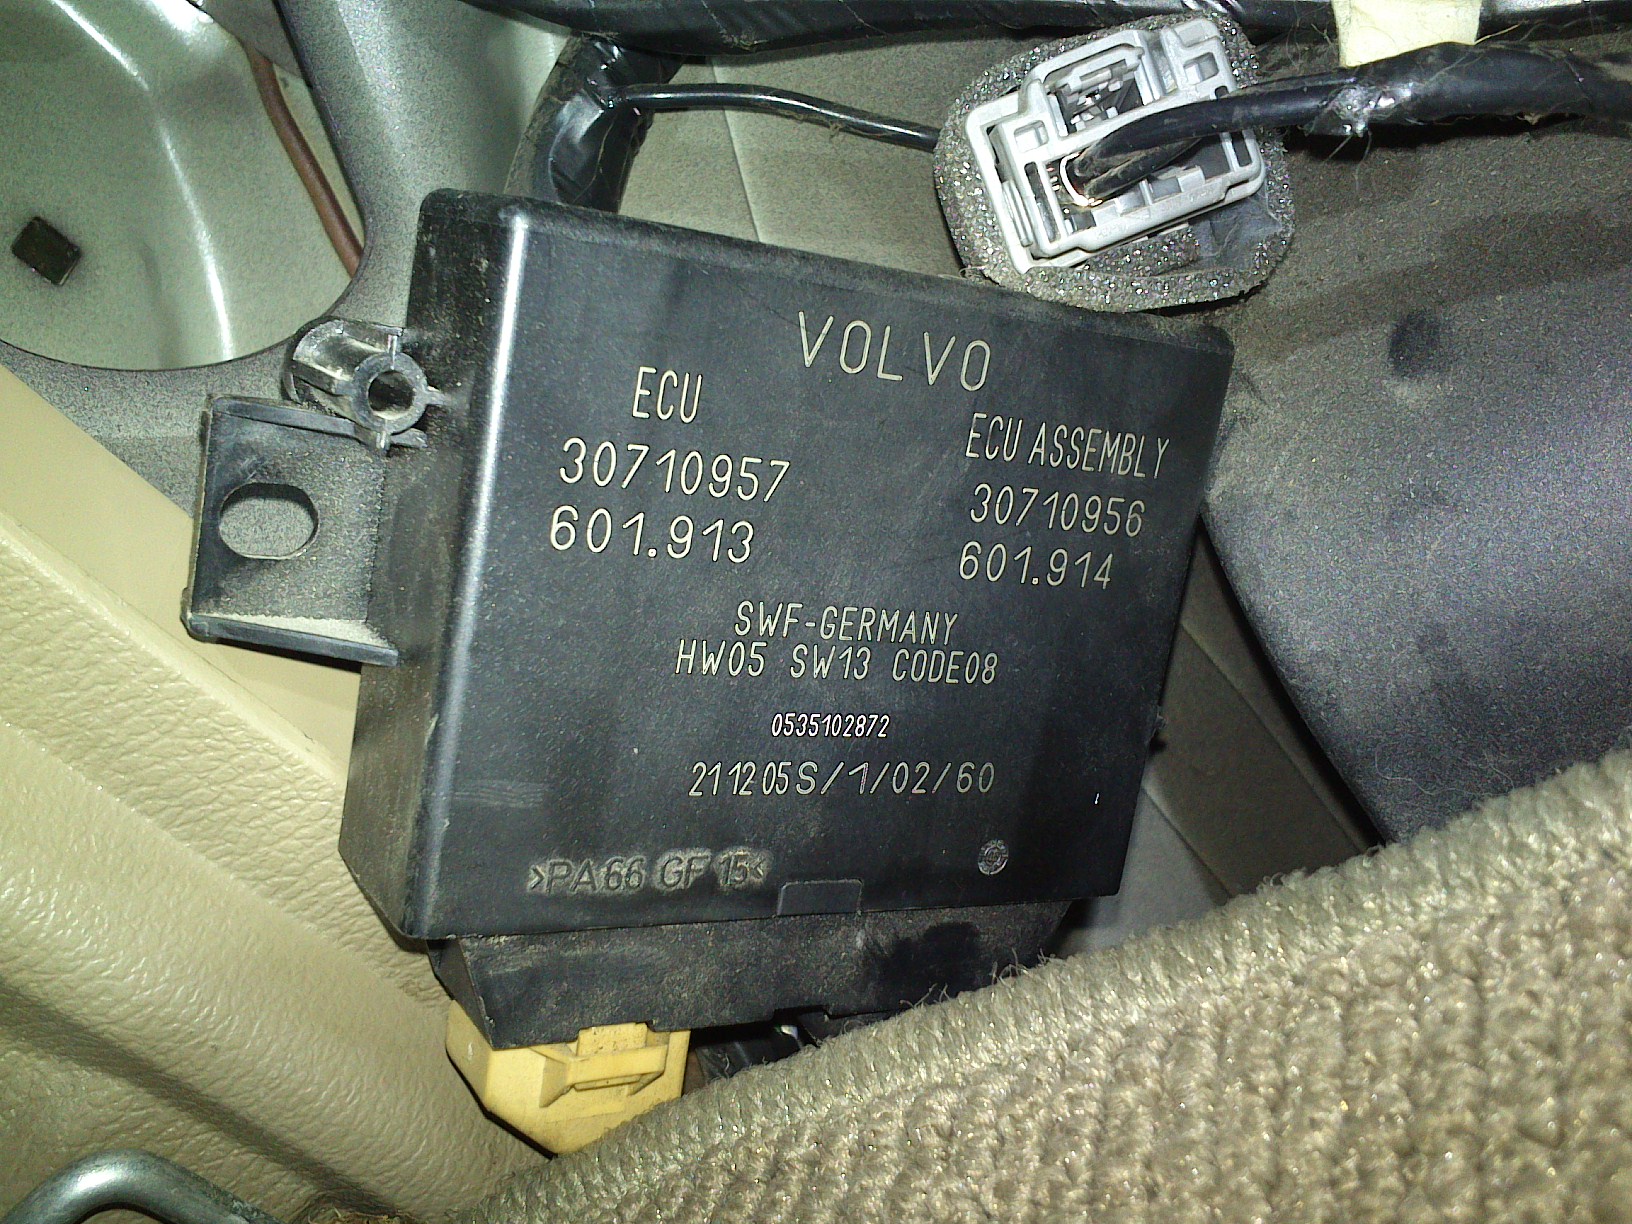 VOLVO
ECU
30710957
601.913
ECU ASSEMBLY
30710956
601.914
SWF-GERMANY
HW05 SW13 CODE08
0535102872
211205S/1/02/60
>PA66 GF 15<